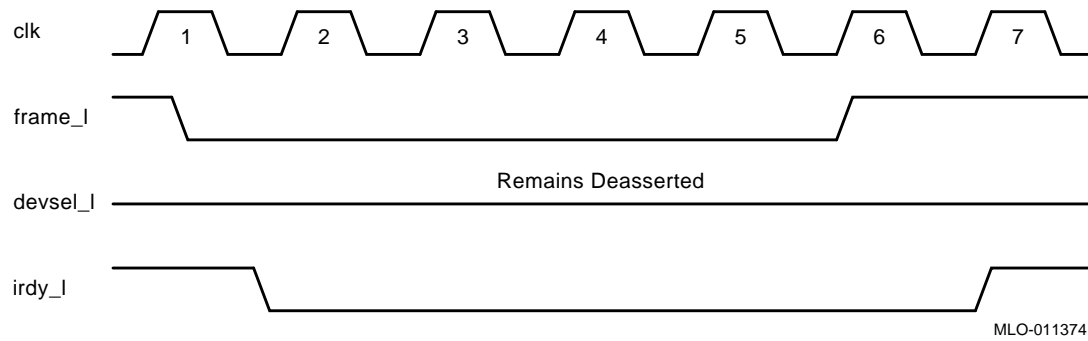 clk 1 2 3 4 5 6 7
frame_l
Remains Deasserted
devsel_l
irdy_l
MLO-011374